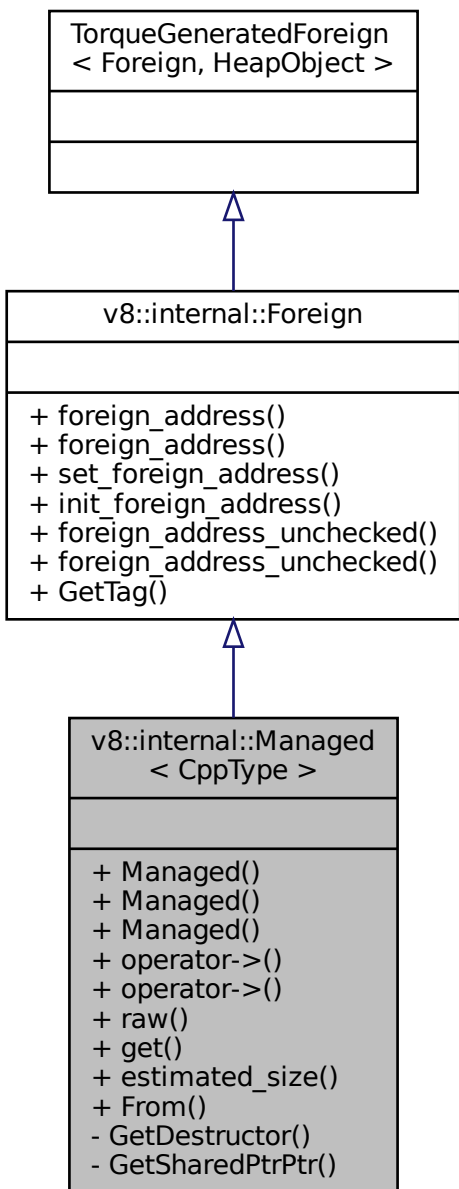 TorqueGeneratedForeign
< Foreign, HeapObject >
v8::internal::Foreign
+ foreign_address()
+ foreign_address()
+ set_foreign_address()
+ init_foreign_address()
+ foreign_address_unchecked()
+ foreign_address_unchecked()
+ GetTag()
v8::internal::Managed
< CppType >
+ Managed()
+ Managed()
+ Managed()
+ operator->()
+ operator->()
+ raw()
+ get()
+ estimated_size()
+ From()
- GetDestructor()
- GetSharedPtrPtr()